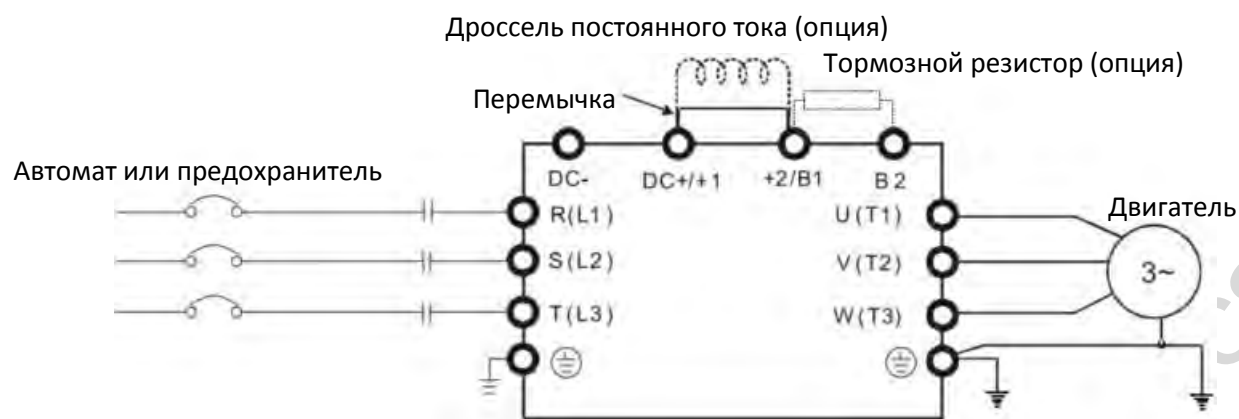 Дроссель постоянного тока (опция)
Тормозной резистор (опция)
Перемычка
Автомат или предохранитель
DC-
DC+/+1
+2/B1
B2
R(L1)
U(T1)
Двигатель
S(L2)
V(T2)
3~
T(L3)
W(T3)